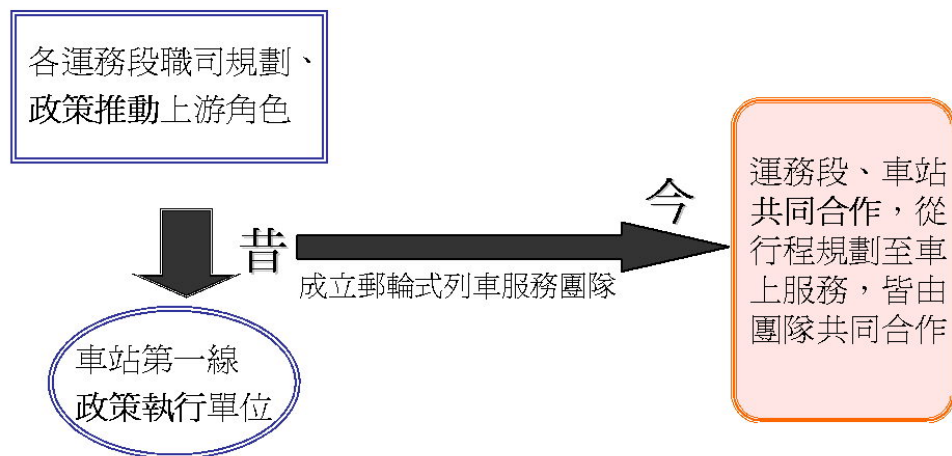 各運務段職司規劃、
政策推動上游角色
昔
車站第一線
政策執行單位
成立郵輪式列車服務團隊
今
運務段、車站
共同合作，從
行程規劃至車
上服務，皆由
團隊共同合作